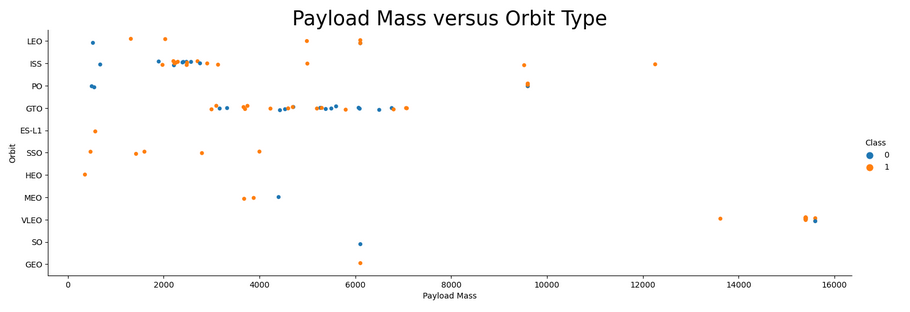 Payload Mass versus Orbit Type
LEO
ISS
PO
GTO
ES-L1
SSO
HEO
MEO
VLEO
SO
GEO
Orbit
0 2000 4000 6000 8000 10000 12000 14000 16000
Payload Mass
Class
0
1